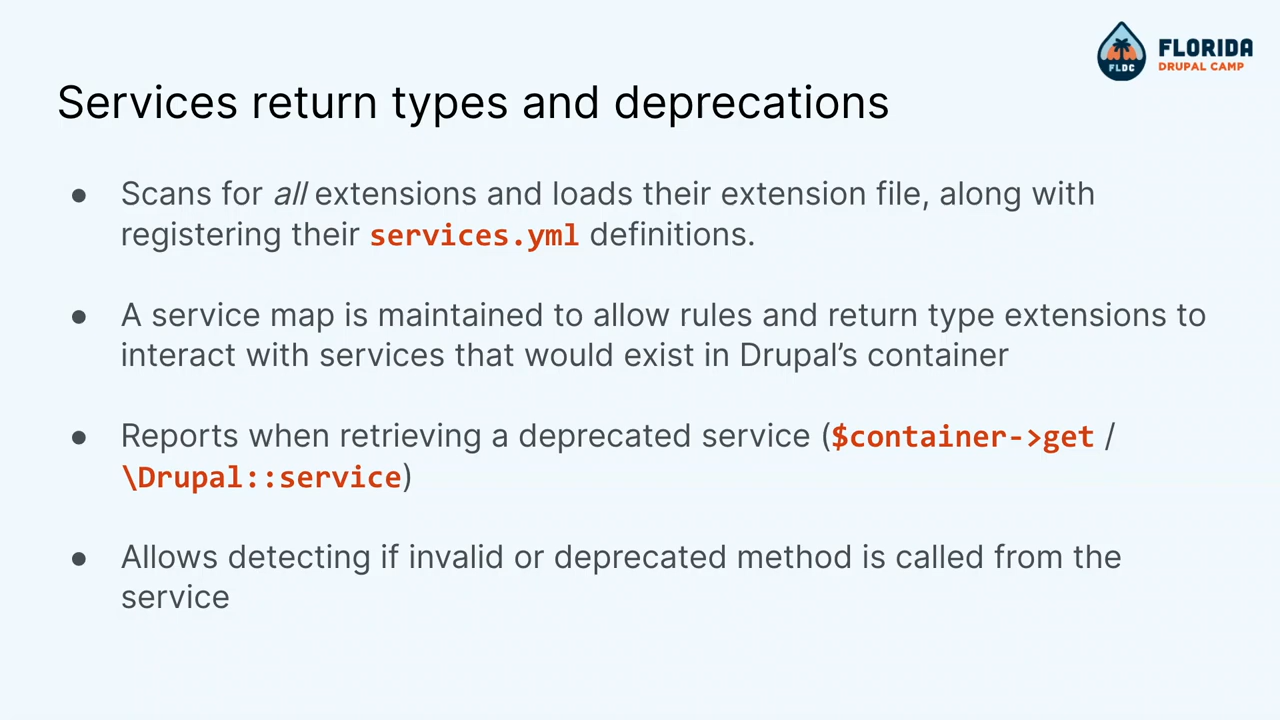 FLORIDA
DRUPAL CAMP
FLDC
Services return types and deprecations
● Scans for all extensions and loads their extension file, along with
registering their services.yml definitions.
● A service map is maintained to allow rules and return type extensions to
interact with services that would exist in Drupal’s container
● Reports when retrieving a deprecated service ($container->get /
\Drupal::service)
● Allows detecting if invalid or deprecated method is called from the
service